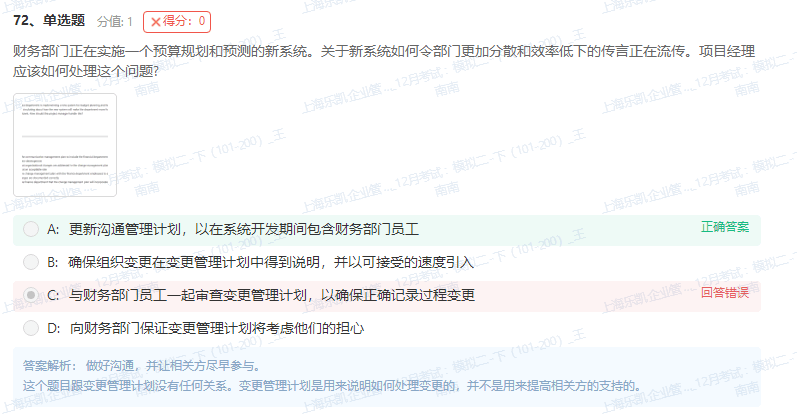 72、单选题 分值: 1 ✕得分：0
财务部门正在实施一个预算规划和预测的新系统。关于新系统如何令部门更加分散和效率低下的传言正在流传。项目经理
应该如何处理这个问题?
A: 更新沟通管理计划，以在系统开发期间包含财务部门员工 正确答案
B: 确保组织变更在变更管理计划中得到说明，并以可接受的速度引入
C: 与财务部门员工一起审查变更管理计划，以确保正确记录过程变更 回答错误
D: 向财务部门保证变更管理计划将考虑他们的担心
答案解析： 做好沟通，并让相关方尽早参与。
这个题目跟变更管理计划没有任何关系。变更管理计划是用来说明如何处理变更的，并不是用来提高相关方的支持的。
上海乐凯企业管..._12月考试：模拟二-下（101-200）_王
南南